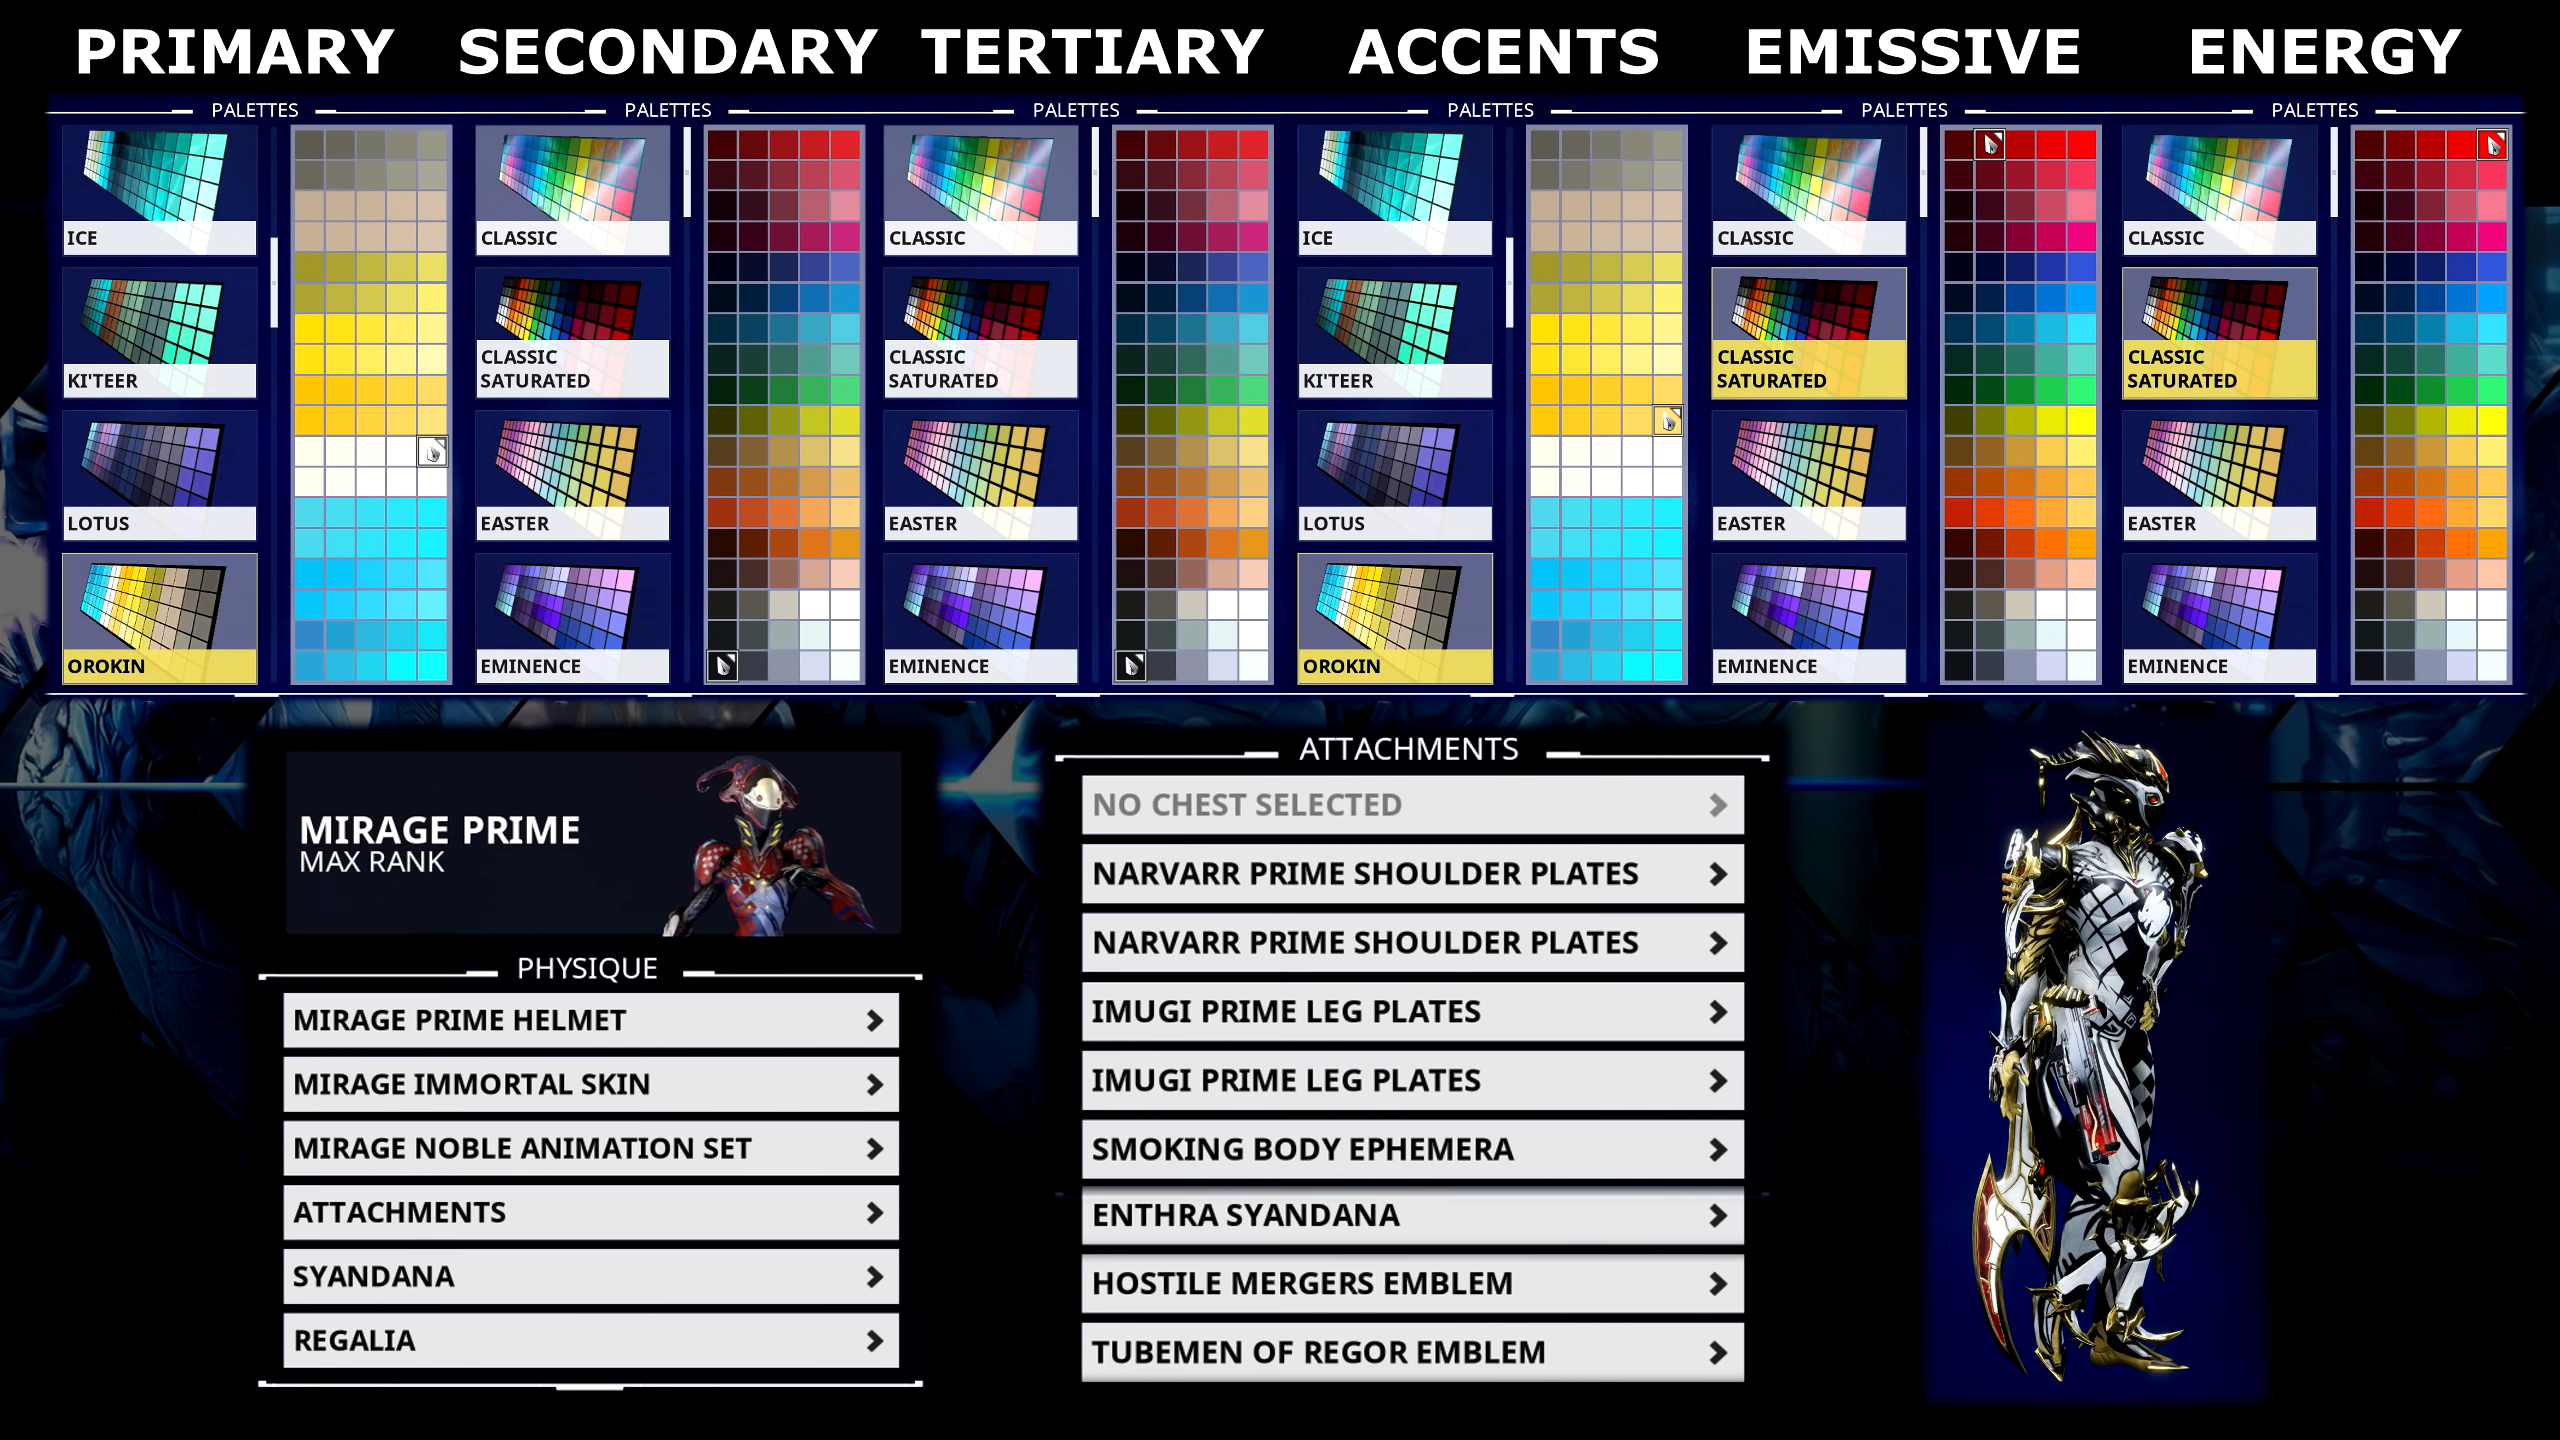 PRIMARY SECONDARY TERTIARY ACCENTS EMISSIVE ENERGY
PALETTES PALETTES PALETTES PALETTES PALETTES PALETTES
ICE
KI'TEER
LOTUS
OROKIN
CLASSIC
CLASSIC
SATURATED
EASTER
EMINENCE
CLASSIC
CLASSIC
SATURATED
EASTER
EMINENCE
ICE
KI'TEER
LOTUS
OROKIN
CLASSIC
CLASSIC
SATURATED
EASTER
EMINENCE
CLASSIC
CLASSIC
SATURATED
EASTER
EMINENCE
MIRAGE PRIME
MAX RANK
PHYSIQUE
MIRAGE PRIME HELMET
MIRAGE IMMORTAL SKIN
MIRAGE NOBLE ANIMATION SET
ATTACHMENTS
SYANDANA
REGALIA
ATTACHMENTS
NO CHEST SELECTED
NARVARR PRIME SHOULDER PLATES
NARVARR PRIME SHOULDER PLATES
IMUGI PRIME LEG PLATES
IMUGI PRIME LEG PLATES
SMOKING BODY EPHEMERA
ENTHRA SYANDANA
HOSTILE MERGERS EMBLEM
TUBEMEN OF REGOR EMBLEM